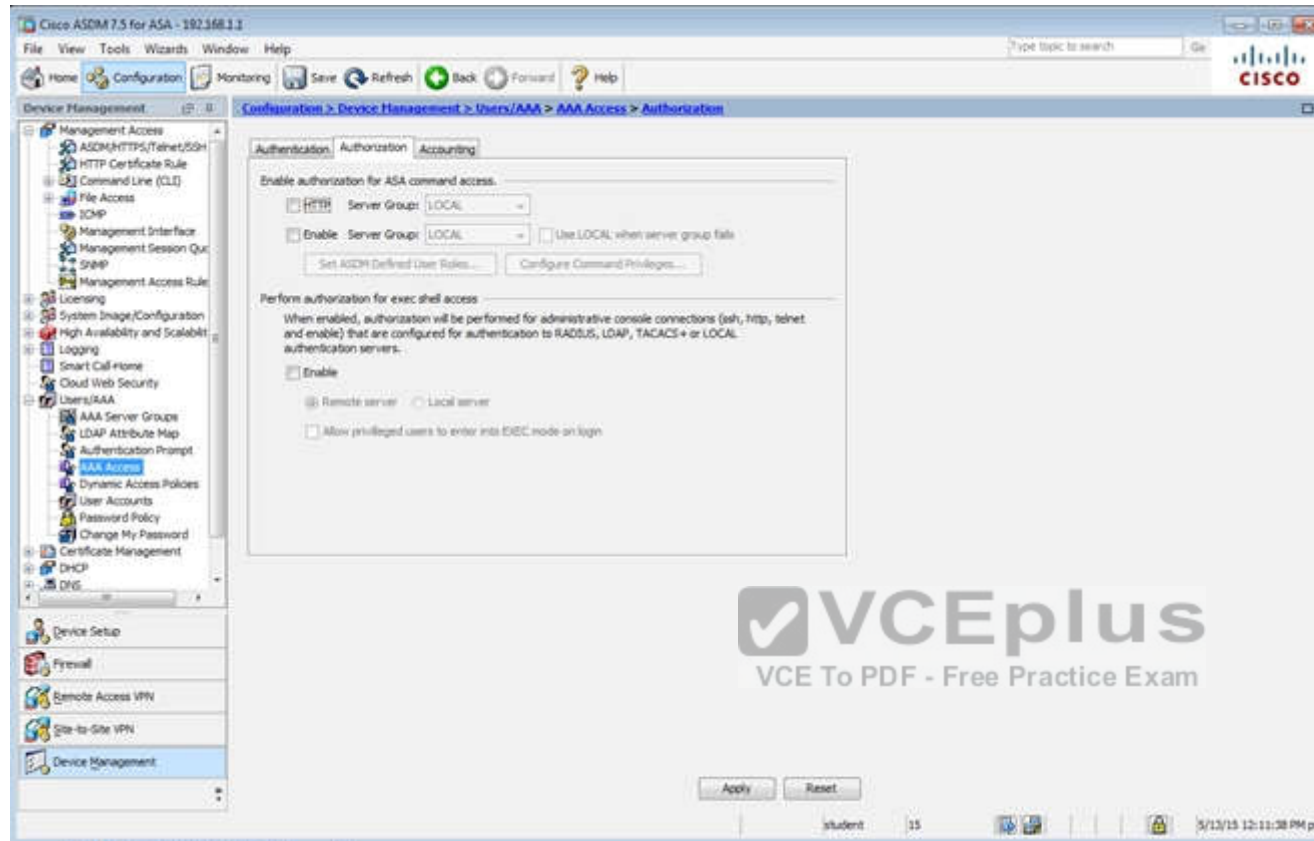 Cisco ASDM 7.5 for ASA - 192.168.1.1
File View Tools Wizards Window Help
Type topic to search Go
Home Configuration Monitoring Save Refresh Back Forward Help
CISCO
Device Management
Configuration > Device Management > Users/AAA > AAA Access > Authorization
Management Access
ASDM/HTTPS/Telnet/SSH
HTTP Certificate Rule
Command Line (CLI)
File Access
ICMP
Management Interface
Management Session Quo
SNMP
Management Access Rule
Licensing
System Image/Configuration
High Availability and Scalabilit
Logging
Smart Call-Home
Cloud Web Security
Users/AAA
AAA Server Groups
LDAP Attribute Map
Authentication Prompt
AAA Access
Dynamic Access Policies
User Accounts
Password Policy
Change My Password
Certificate Management
DHCP
DNS
Device Setup
Firewall
Remote Access VPN
Site-to-Site VPN
Device Management
Authentication Authorization Accounting
Enable authorization for ASA command access.
HTTP Server Group: LOCAL
Enable Server Group: LOCAL Use LOCAL when server group fails
Set ASDM Defined User Roles... Configure Command Privileges...
Perform authorization for exec shell access
When enabled, authorization will be performed for administrative console connections (ssh, http, telnet
and enable) that are configured for authentication to RADIUS, LDAP, TACACS+ or LOCAL
authentication servers.
Enable
Remote server Local server
Allow privileged users to enter into EXEC mode on login
VCEplus
VCE To PDF - Free Practice Exam
Apply Reset
student 15 5/13/15 12:11:38 PM p